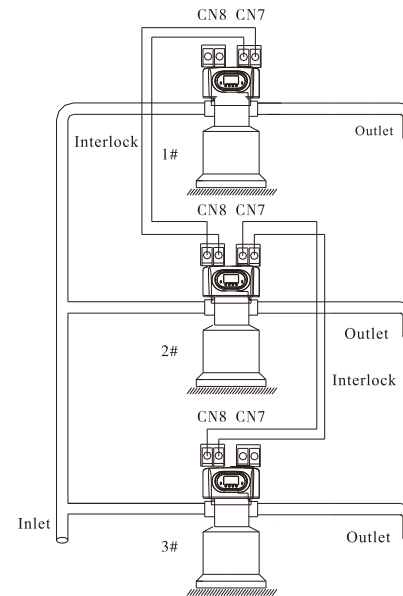 CN8 CN7
Outlet
Interlock
1#
CN8 CN7
Outlet
2#
Interlock
CN8 CN7
Inlet
Outlet
3#